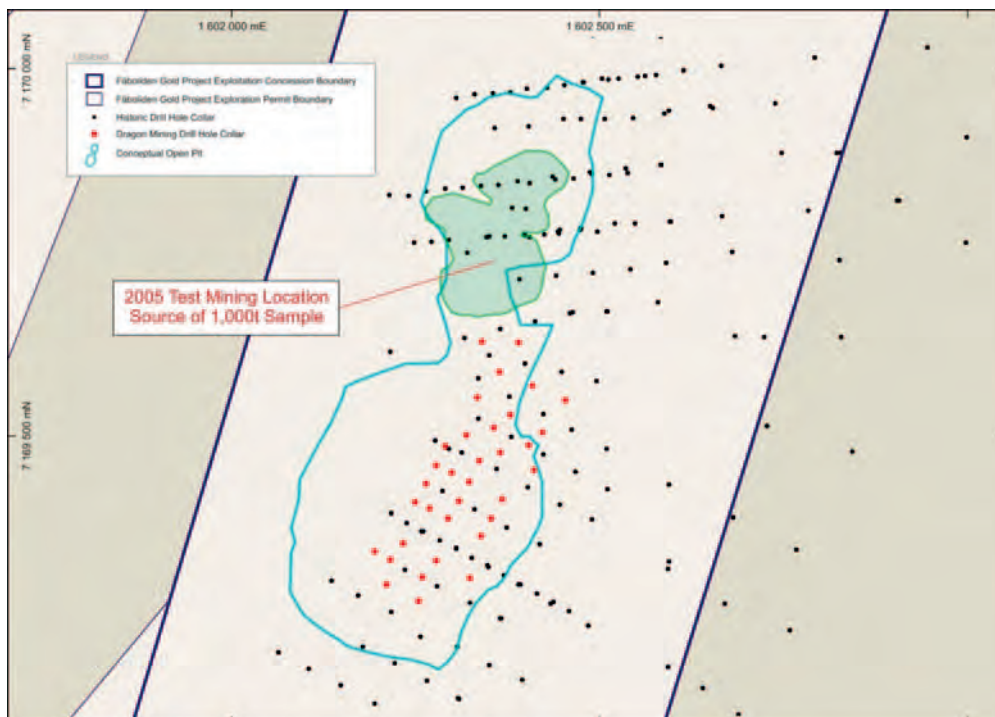 1 602 000 mE
1 602 500 mE
7 170 000 mN
LEGEND
Fäboliden Gold Project Exploitation Concession Boundary
Fäboliden Gold Project Exploration Permit Boundary
Historic Drill Hole Collar
Dragon Mining Drill Hole Collar
Conceptual Open Pit
2005 Test Mining Location
Source of 1,000t Sample
7 169 500 mN